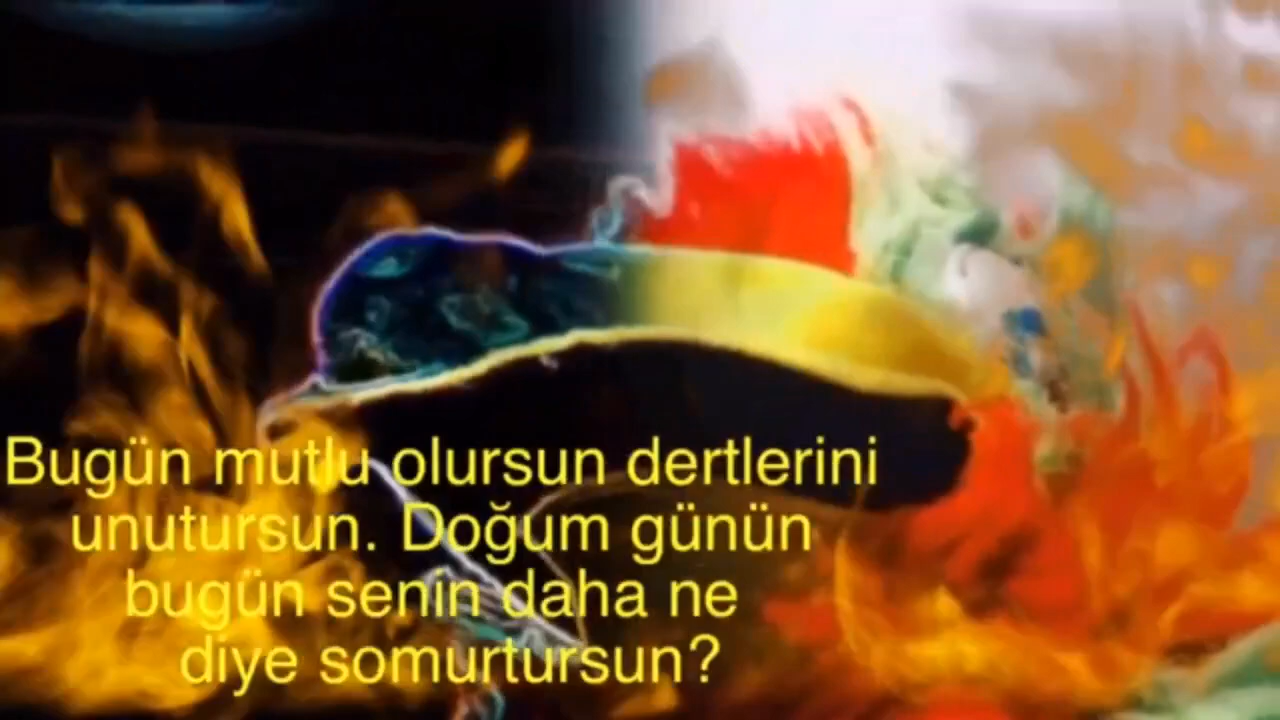 Bugün mutlu olursun dertlerini
unutursun. Doğum günün
bugün senin daha ne
diye somurtursun?